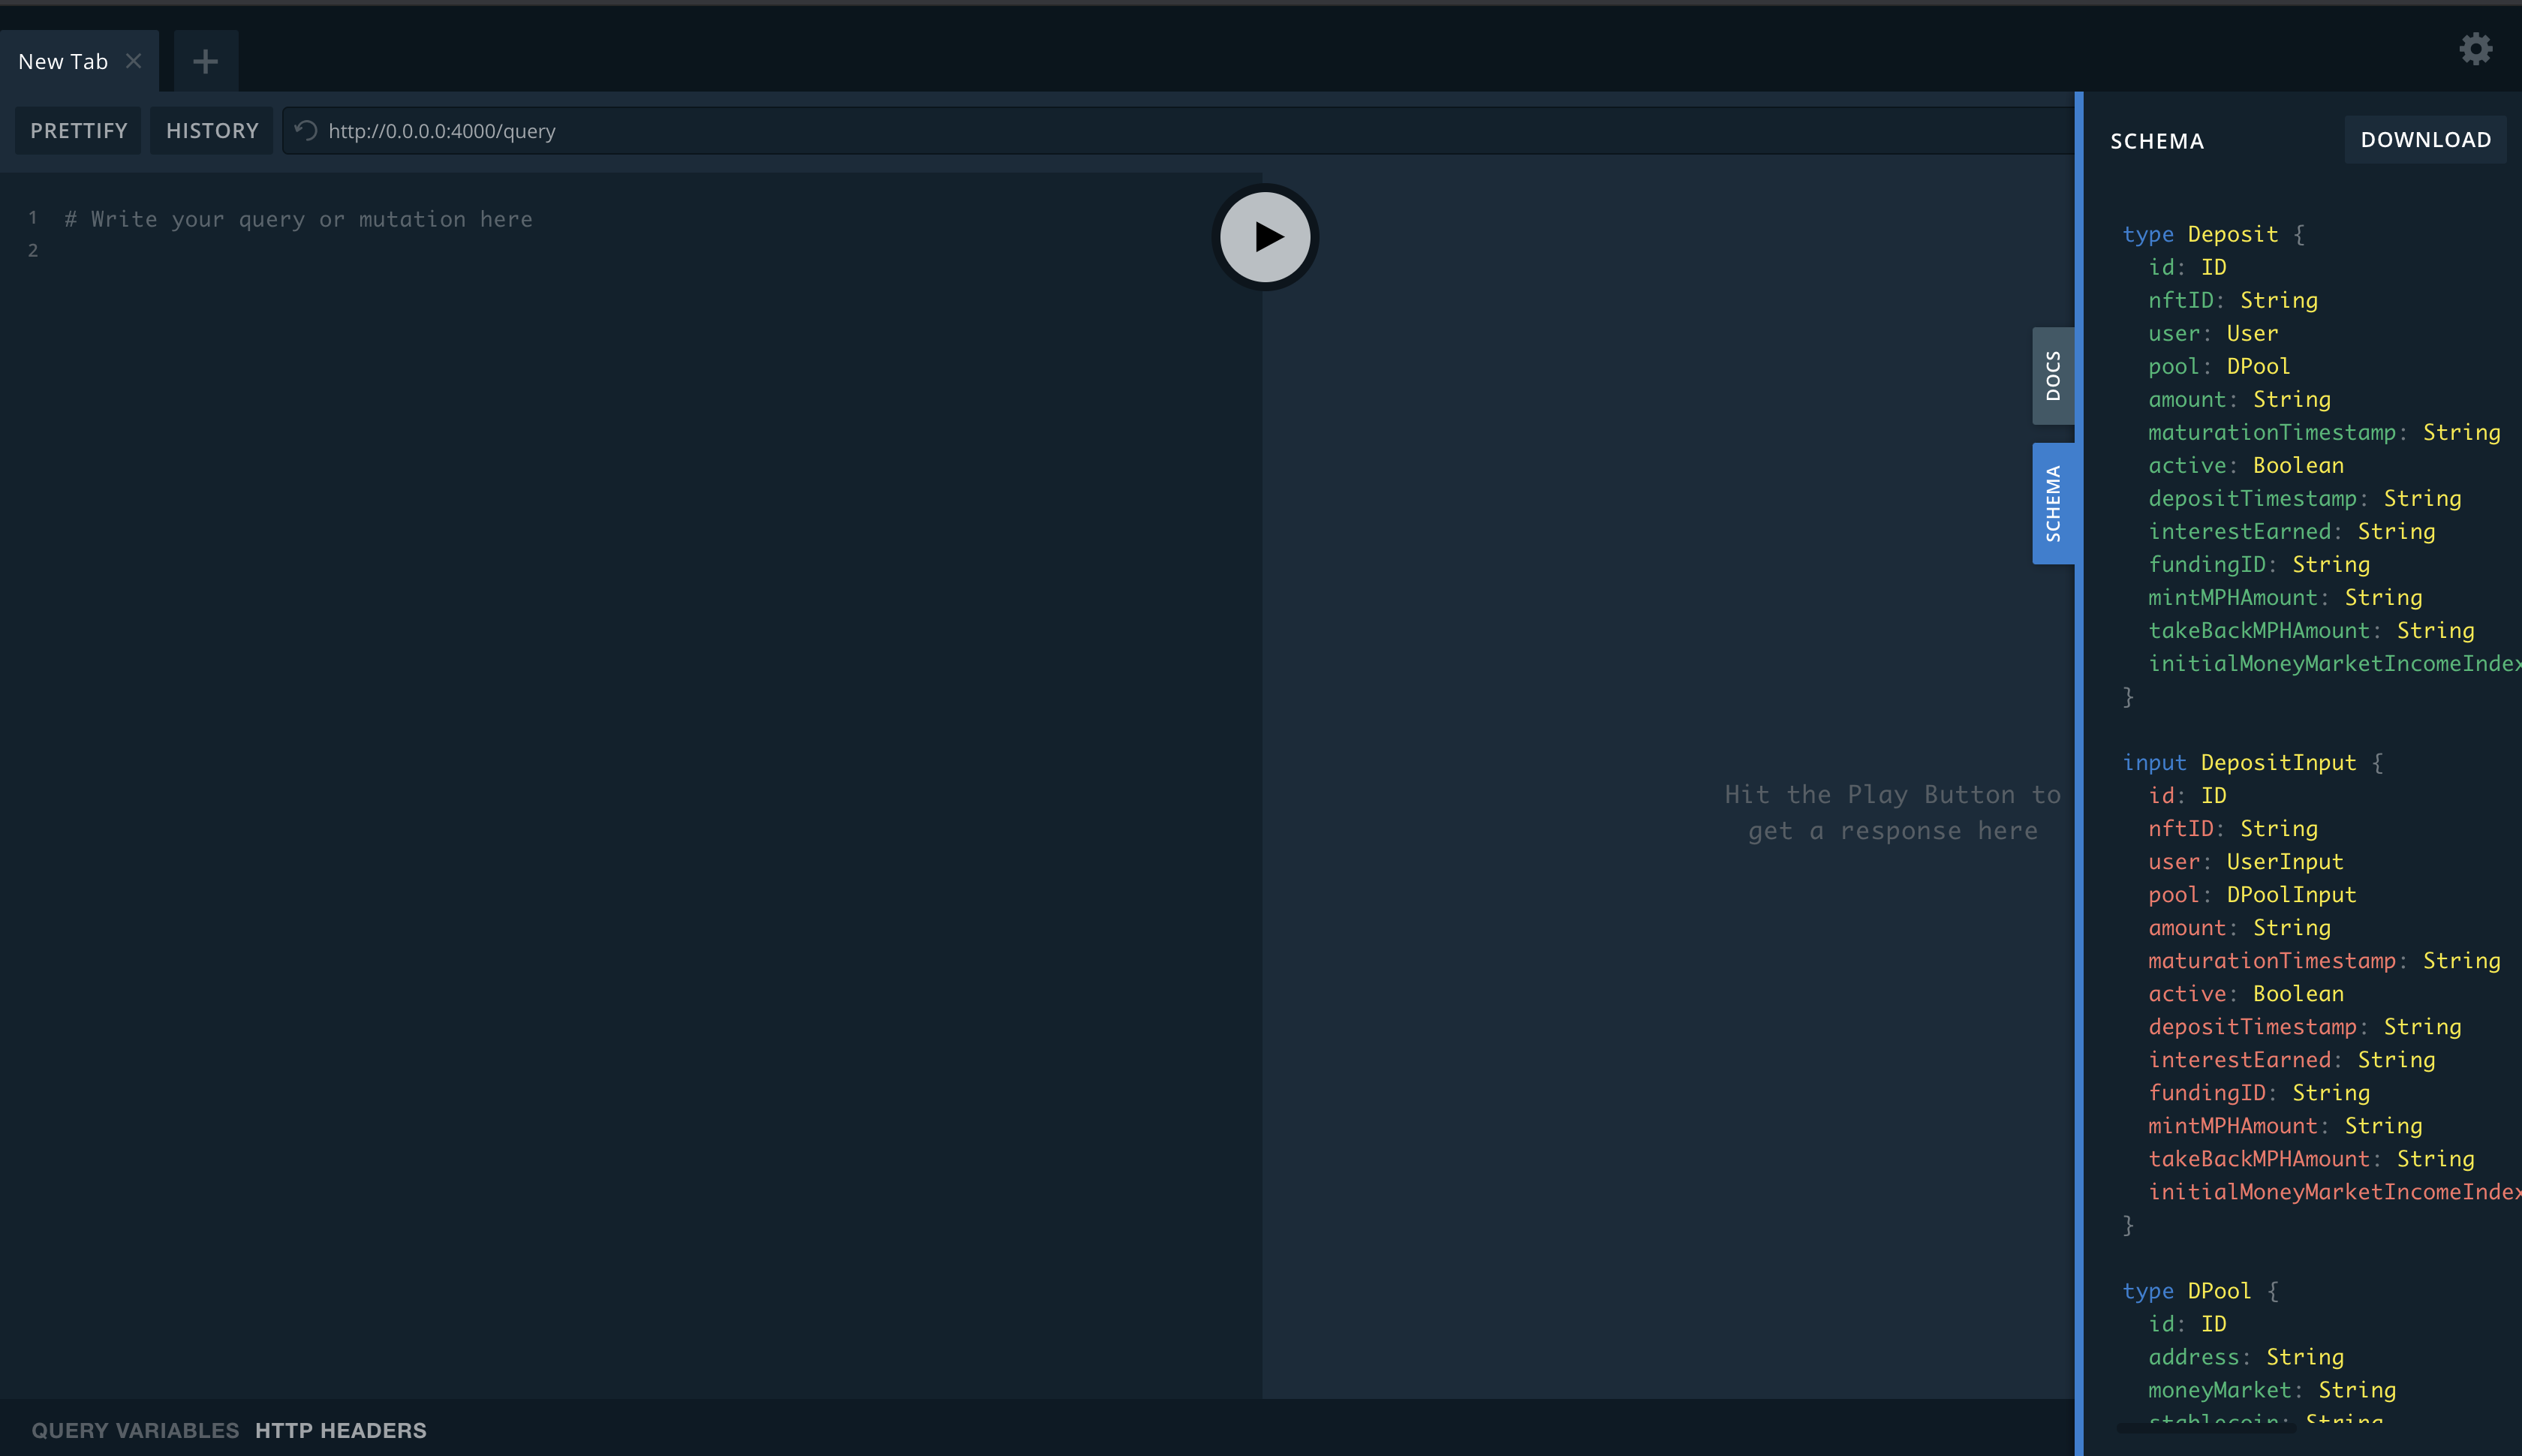 New Tab
PRETTIFY HISTORY http://0.0.0.0:4000/query
1 # Write your query or mutation here
2
Hit the Play Button to
get a response here
DOCS
SCHEMA
SCHEMA DOWNLOAD
type Deposit {
id: ID
nftID: String
user: User
pool: DPool
amount: String
maturationTimestamp: String
active: Boolean
depositTimestamp: String
interestEarned: String
fundingID: String
mintMPHAmount: String
takeBackMPHAmount: String
initialMoneyMarketIncomeIndex
}
input DepositInput {
id: ID
nftID: String
user: UserInput
pool: DPoolInput
amount: String
maturationTimestamp: String
active: Boolean
depositTimestamp: String
interestEarned: String
fundingID: String
mintMPHAmount: String
takeBackMPHAmount: String
initialMoneyMarketIncomeIndex
}
type DPool {
id: ID
address: String
moneyMarket: String
stablecoin: String
QUERY VARIABLES HTTP HEADERS